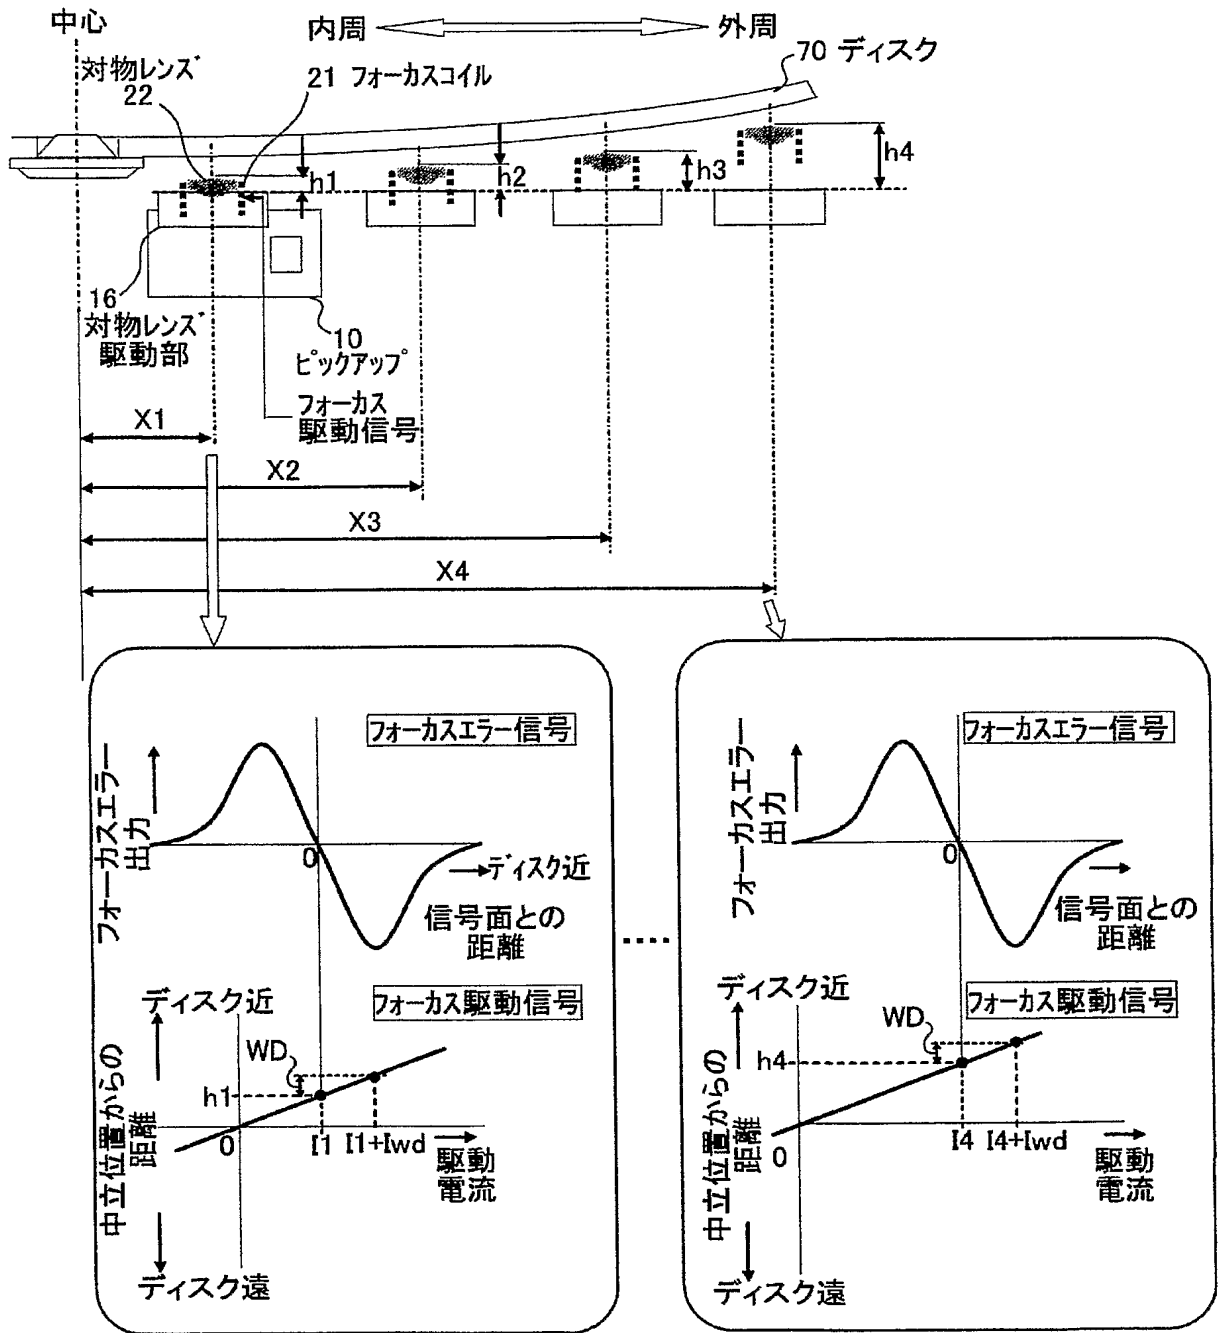 中心
内周
外周
対物レンズ
22
21 フォーカスコイル
70 ディスク
h1
h2
h3
h4
16
対物レンズ
駆動部
10
ピックアップ
フォーカス
駆動信号
X1
X2
X3
X4
フォーカスエラー信号
フォーカスエラー
出力
0
ディスク近
信号面との
距離
フォーカス駆動信号
ディスク近
中立位置からの
距離
WD
h1
0
I1
I1+Iwd
駆動
電流
ディスク遠
....
フォーカスエラー信号
フォーカスエラー
出力
0
信号面との
距離
フォーカス駆動信号
ディスク近
中立位置からの
距離
WD
h4
0
I4
I4+Iwd
駆動
電流
ディスク遠